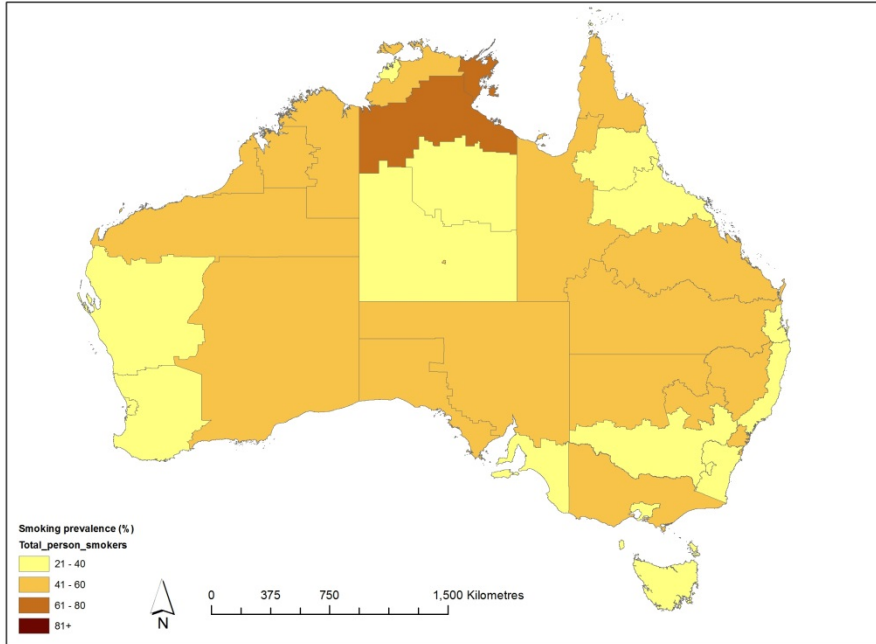 Smoking prevalence (%)
Total_person_smokers
21 - 40
41 - 60
61 - 80
81+
N
0 375 750 1,500 Kilometres